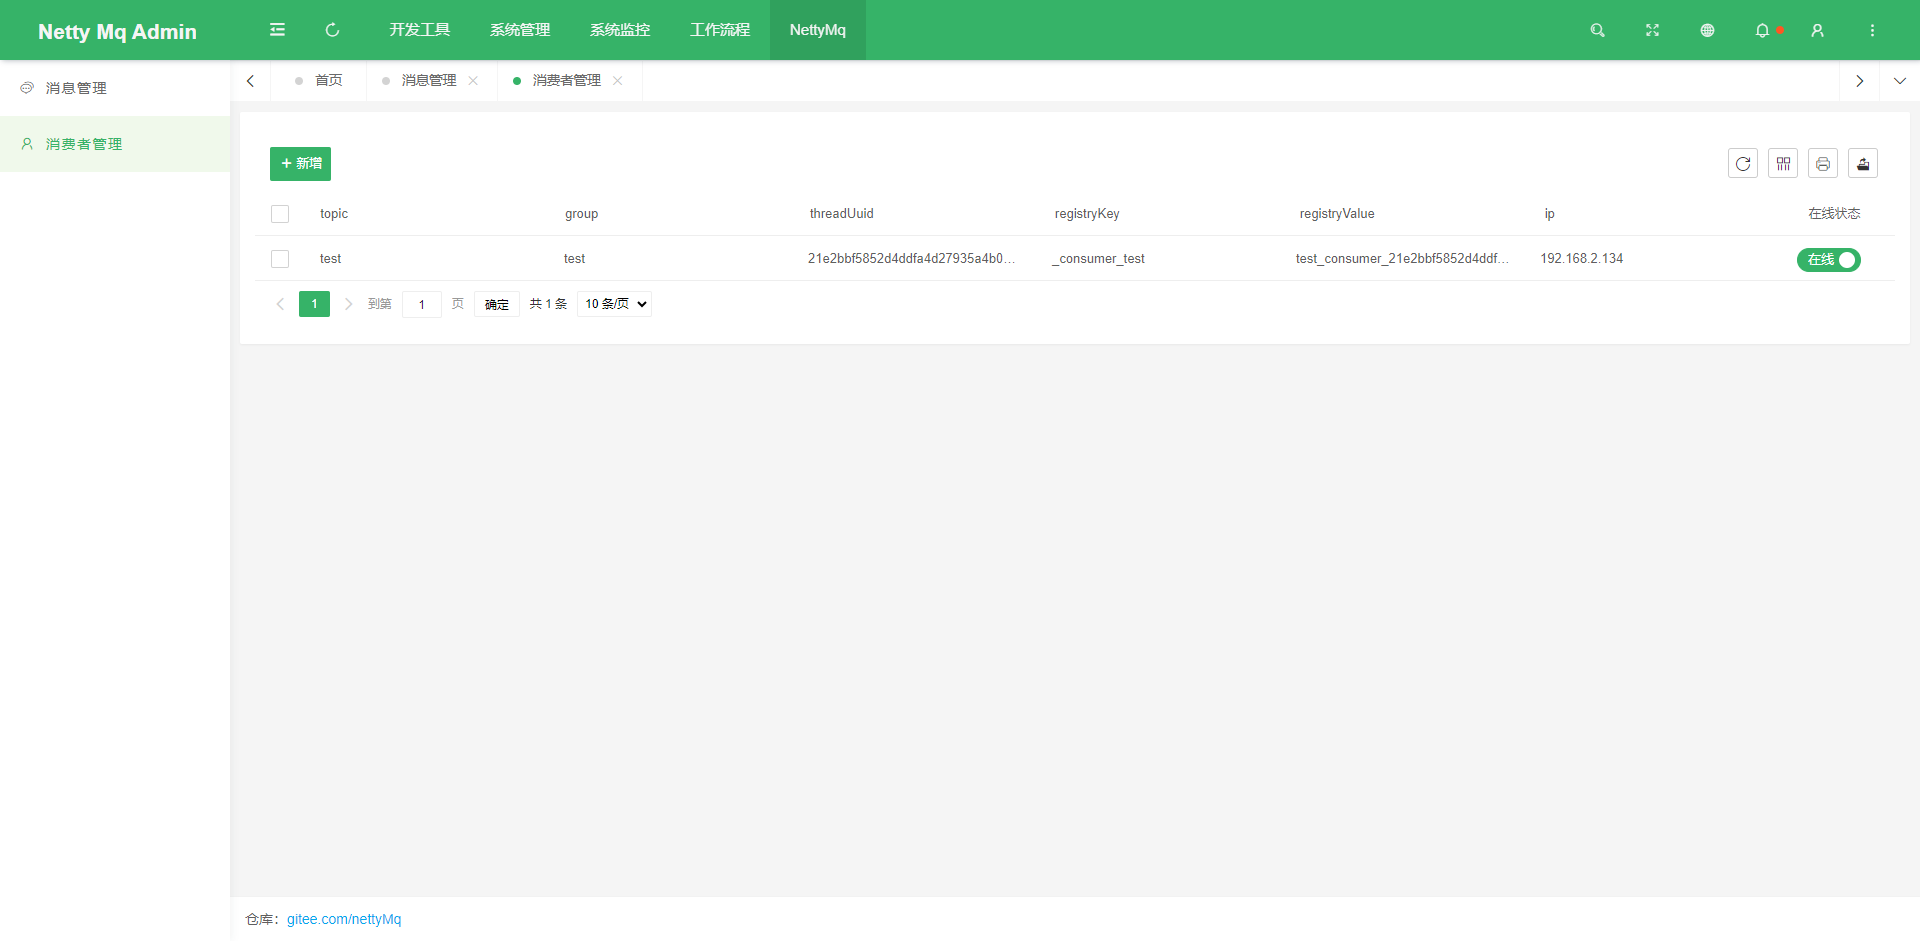 Netty Mq Admin 开发工具 系统管理 系统监控 工作流程 NettyMq
消息管理
消费者管理
首页 消息管理 消费者管理
+ 新增
topic group threadUuid registryKey registryValue ip 在线状态
test test 21e2bbf5852d4ddfa4d27935a4b0... _consumer_test test_consumer_21e2bbf5852d4ddf... 192.168.2.134 在线
1 到第 1 页 确定 共 1 条 10 条/页
仓库：gitee.com/nettyMq